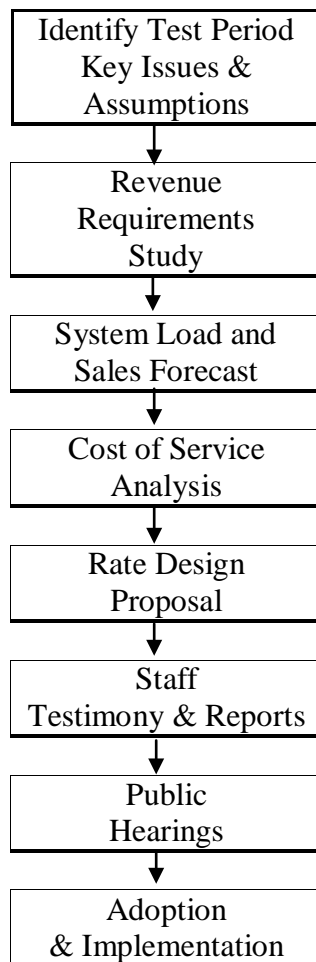 Identify Test Period
Key Issues &
Assumptions
Revenue
Requirements
Study
System Load and
Sales Forecast
Cost of Service
Analysis
Rate Design
Proposal
Staff
Testimony & Reports
Public
Hearings
Adoption
& Implementation